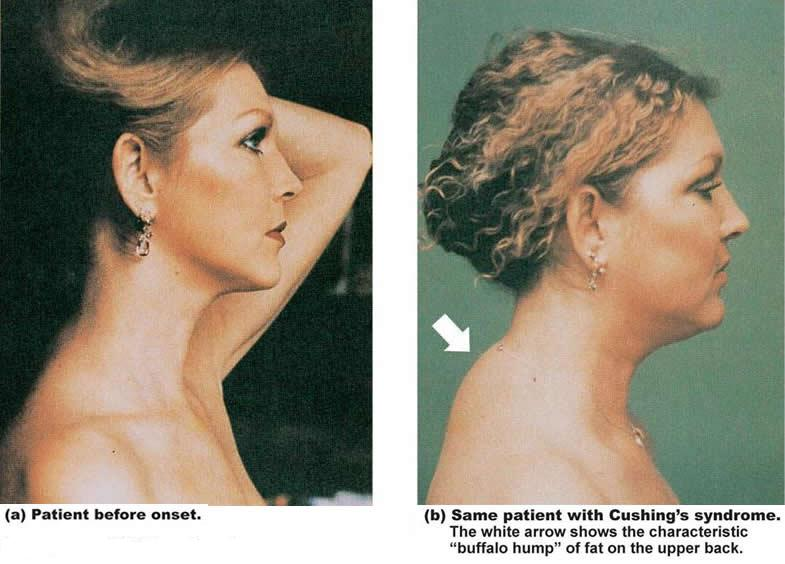 (a) Patient before onset.
(b) Same patient with Cushing's syndrome.
The white arrow shows the characteristic
“buffalo hump” of fat on the upper back.